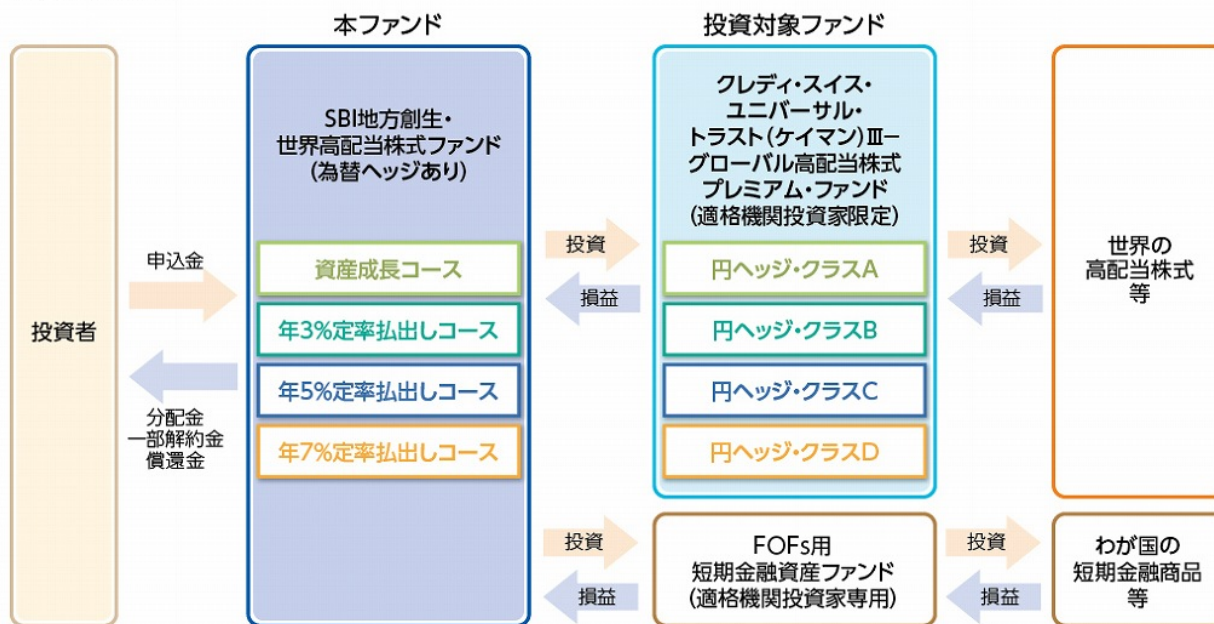 本ファンド
投資対象ファンド
投資者
申込金
分配金
一部解約金
償還金
SBI地方創生・
世界高配当株式ファンド
(為替ヘッジあり)
資産成長コース
年3%定率払出しコース
年5%定率払出しコース
年7%定率払出しコース
投資
損益
クレディ・スイス・
ユニバーサル・
トラスト(ケイマン)Ⅲー
グローバル高配当株式
プレミアム・ファンド
(適格機関投資家限定)
円ヘッジ・クラスA
円ヘッジ・クラスB
円ヘッジ・クラスC
円ヘッジ・クラスD
投資
損益
世界の
高配当株式
等
投資
損益
FOFs用
短期金融資産ファンド
(適格機関投資家専用)
投資
損益
わが国の
短期金融商品
等